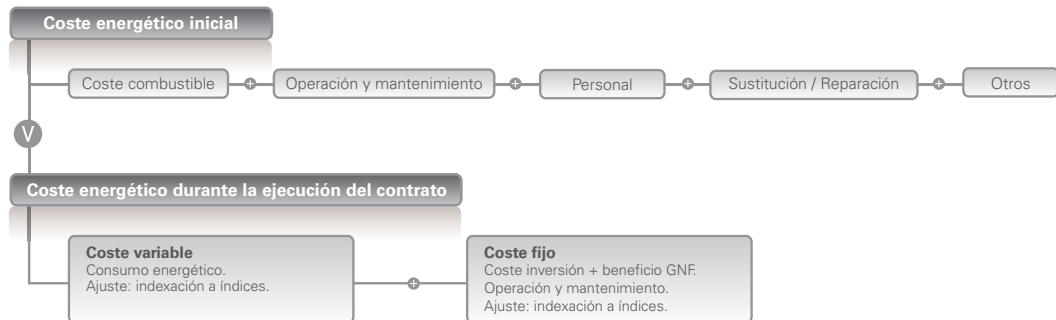 Coste energético inicial
Coste combustible + Operación y mantenimiento + Personal + Sustitución / Reparación + Otros
V
Coste energético durante la ejecución del contrato
Coste variable
Consumo energético.
Ajuste: indexación a índices.
+
Coste fijo
Coste inversión + beneficio GNF.
Operación y mantenimiento.
Ajuste: indexación a índices.